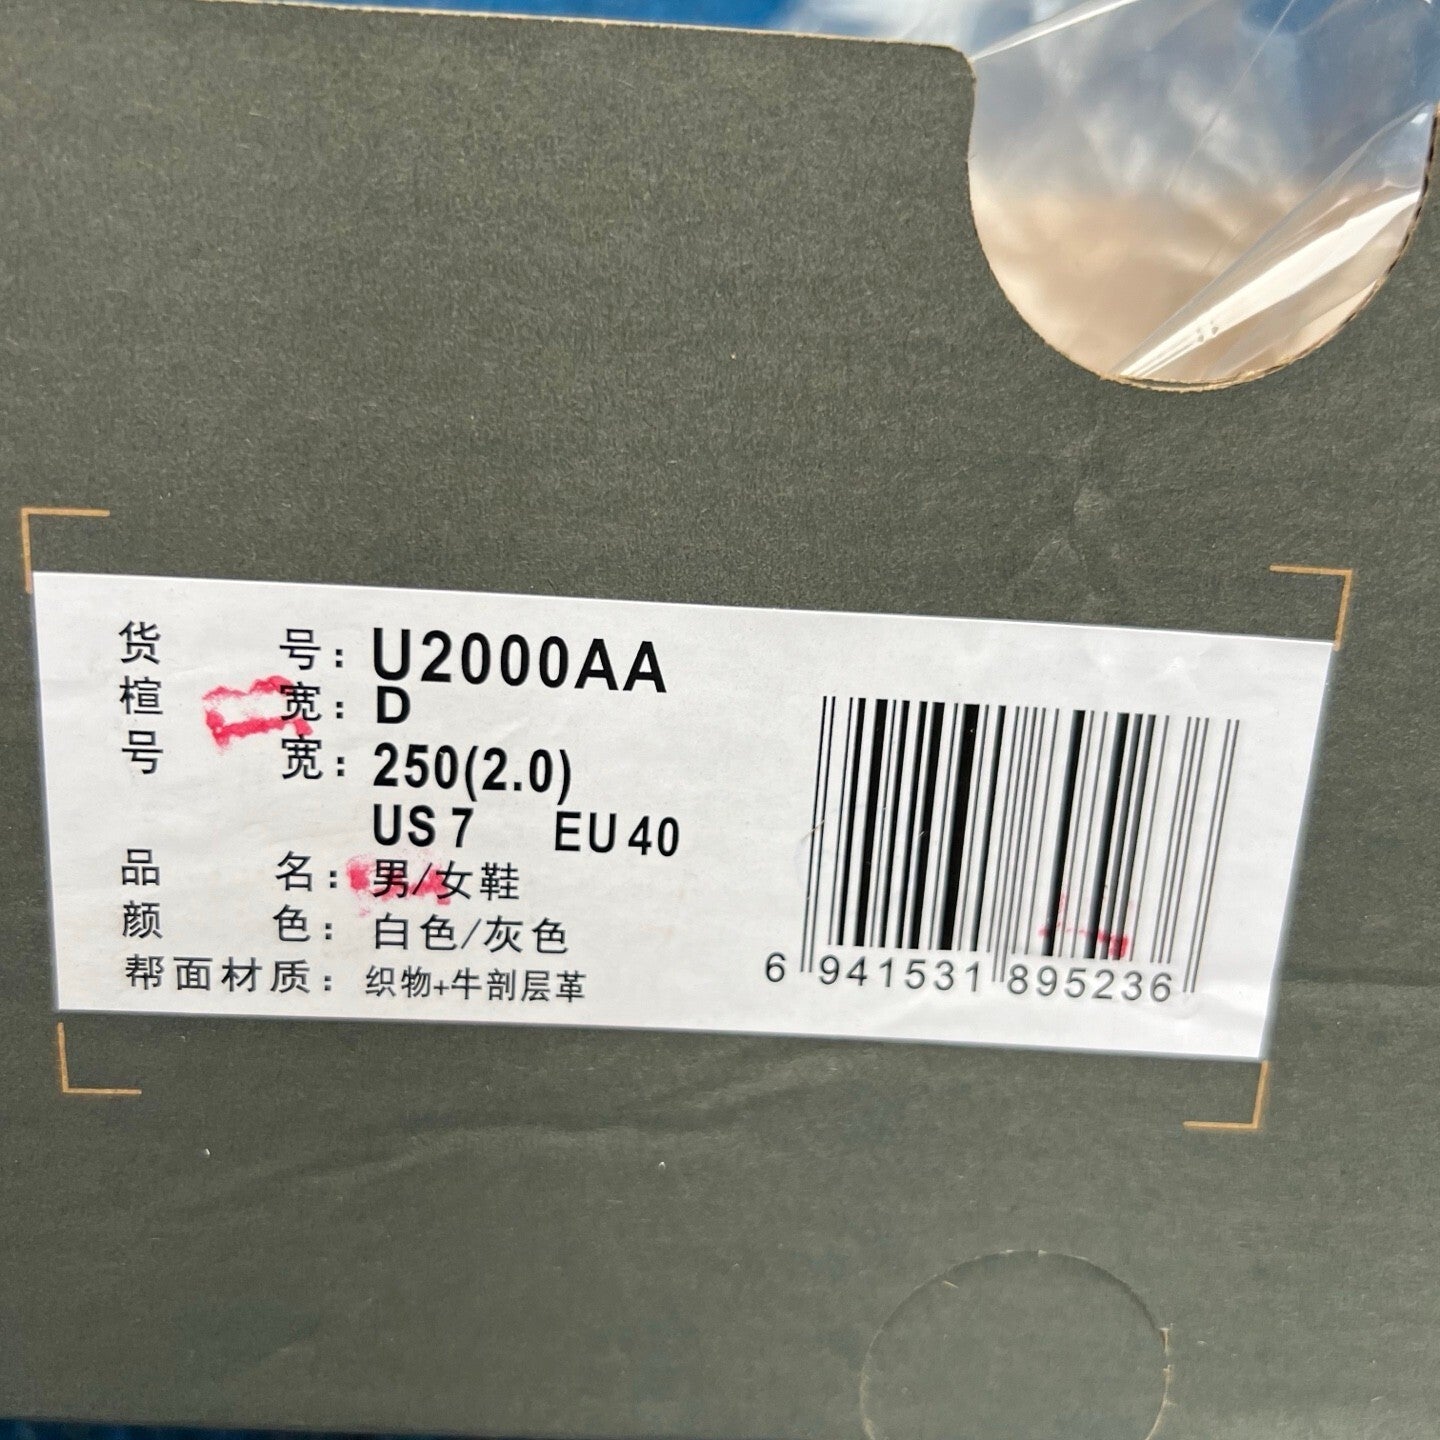 货 号: U2000AA
楦 宽: D
号 宽: 250(2.0)
US 7 EU 40
品 名: 男/女鞋
颜 色: 白色/灰色
帮面材质: 织物+牛剖层革
6 941531 895236